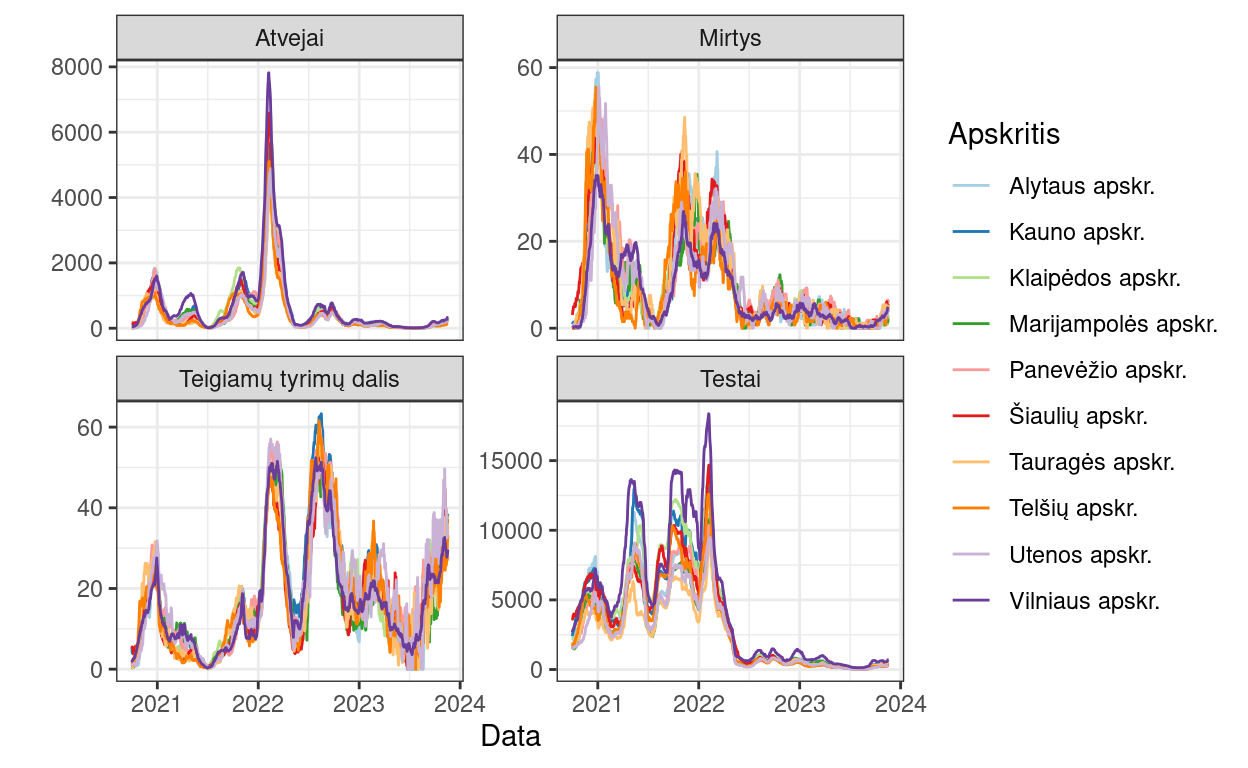 Atvejai
Mirtys
8000
6000
4000
2000
0
60
40
20
0
Teigiamų tyrimų dalis
Testai
60
40
20
0
15000
10000
5000
0
2021 2022 2023 2024
2021 2022 2023 2024
Data
Apskritis
Alytaus apskr.
Kauno apskr.
Klaipėdos apskr.
Marijampolės apskr.
Panevėžio apskr.
Šiaulių apskr.
Tauragės apskr.
Telšių apskr.
Utenos apskr.
Vilniaus apskr.